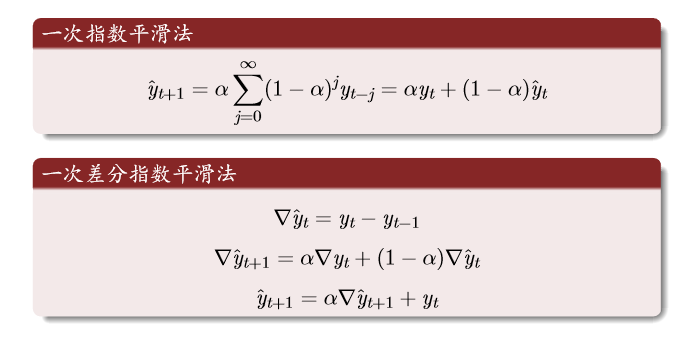 一次指数平滑法
$\hat{y}_{t+1} = \alpha \sum_{j=0}^{\infty} (1-\alpha)^j y_{t-j} = \alpha y_t + (1-\alpha)\hat{y}_t$
一次差分指数平滑法
$\nabla \hat{y}_t = y_t - y_{t-1}$
$\nabla \hat{y}_{t+1} = \alpha \nabla y_t + (1-\alpha) \nabla \hat{y}_t$
$\hat{y}_{t+1} = \alpha \nabla \hat{y}_{t+1} + y_t$